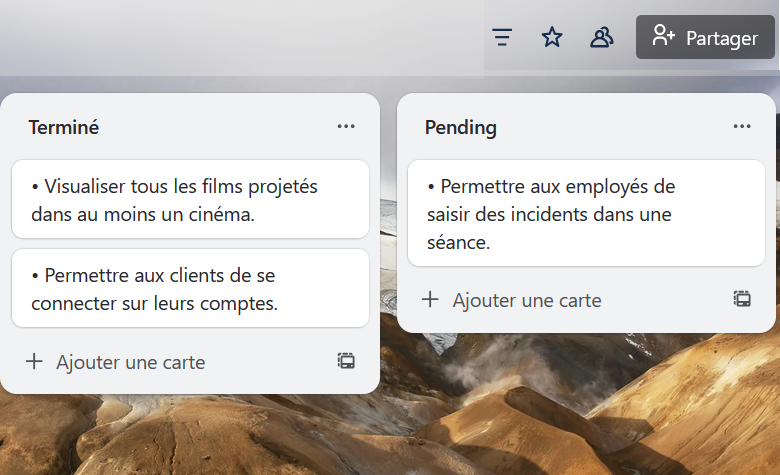 Partager
Terminé
• Visualiser tous les films projetés
dans au moins un cinéma.
• Permettre aux clients de se
connecter sur leurs comptes.
Ajouter une carte
Pending
• Permettre aux employés de
saisir des incidents dans une
séance.
Ajouter une carte